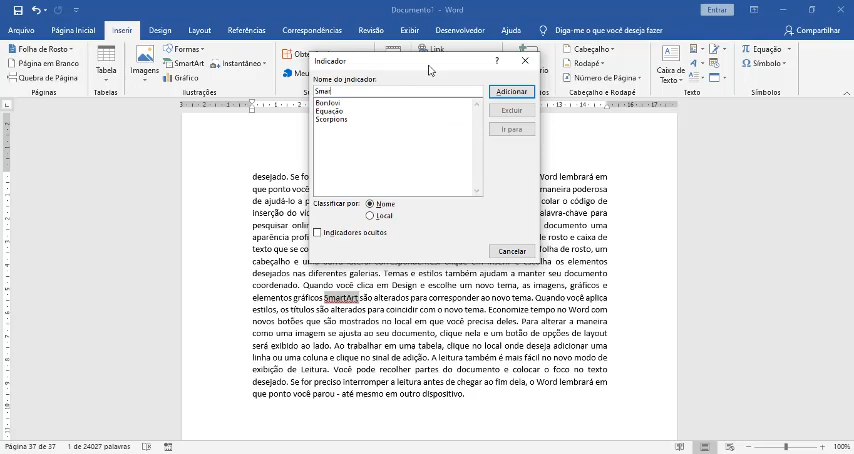 Documento1 - Word
Entrar
Arquivo Página Inicial Inserir Design Layout Referências Correspondências Revisão Exibir Desenvolvedor Ajuda Diga-me o que você deseja fazer Compartilhar
Folha de Rosto
Página em Branco
Quebra de Página
Páginas
Tabela
Tabelas
Imagens
Formas
SmartArt
Gráfico
Instantâneo
Ilustrações
Link
Cabeçalho
Rodapé
Número de Página
Cabeçalho e Rodapé
Caixa de
Texto
Texto
Equação
Símbolo
Símbolos
Indicador
Nome do indicador:
Smar
BonJovi
Equação
Scorpions
Adicionar
Excluir
Ir para
Classificar por: Nome
Local
Indicadores ocultos
Cancelar
desejado. Se fo
Word lembrará em
que ponto você
maneira poderosa
de ajudá-lo a p
colar o código de
inserção do víd
alavra-chave para
pesquisar onlin
documento uma
aparência profi
de rosto e caixa de
texto que se co
folha de rosto, um
cabeçalho e um
e escolha os elementos
desejados nas diferentes galerias. Temas e estilos também ajudam a manter seu documento
coordenado. Quando você clica em Design e escolhe um novo tema, as imagens, gráficos e
elementos gráficos SmartArt são alterados para corresponder ao novo tema. Quando você aplica
estilos, os títulos são alterados para coincidir com o novo tema. Economize tempo no Word com
novos botões que são mostrados no local em que você precisa deles. Para alterar a maneira
como uma imagem se ajusta ao seu documento, clique nela e um botão de opções de layout
será exibido ao lado. Ao trabalhar em uma tabela, clique no local onde deseja adicionar uma
linha ou uma coluna e clique no sinal de adição. A leitura também é mais fácil no novo modo de
exibição de Leitura. Você pode recolher partes do documento e colocar o foco no texto
desejado. Se for preciso interromper a leitura antes de chegar ao fim dela, o Word lembrará em
que ponto você parou - até mesmo em outro dispositivo.
Página 37 de 37 1 de 24027 palavras
100%